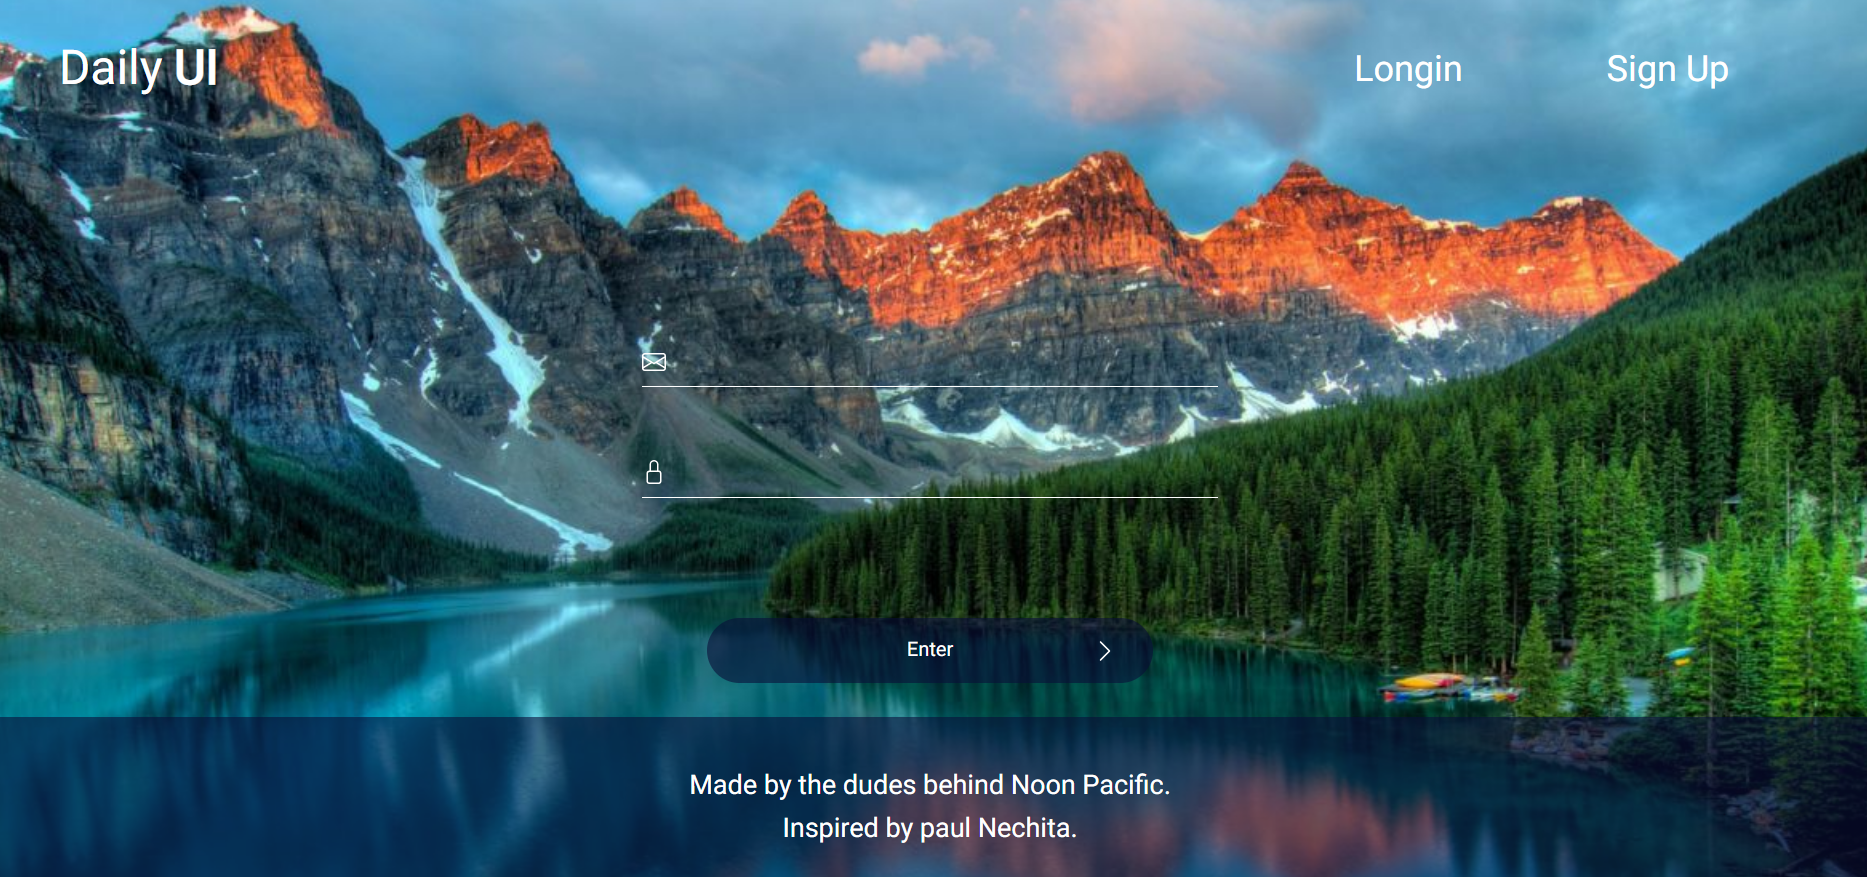 Daily UI
Longin
Sign Up
Enter
Made by the dudes behind Noon Pacific.
Inspired by paul Nechita.